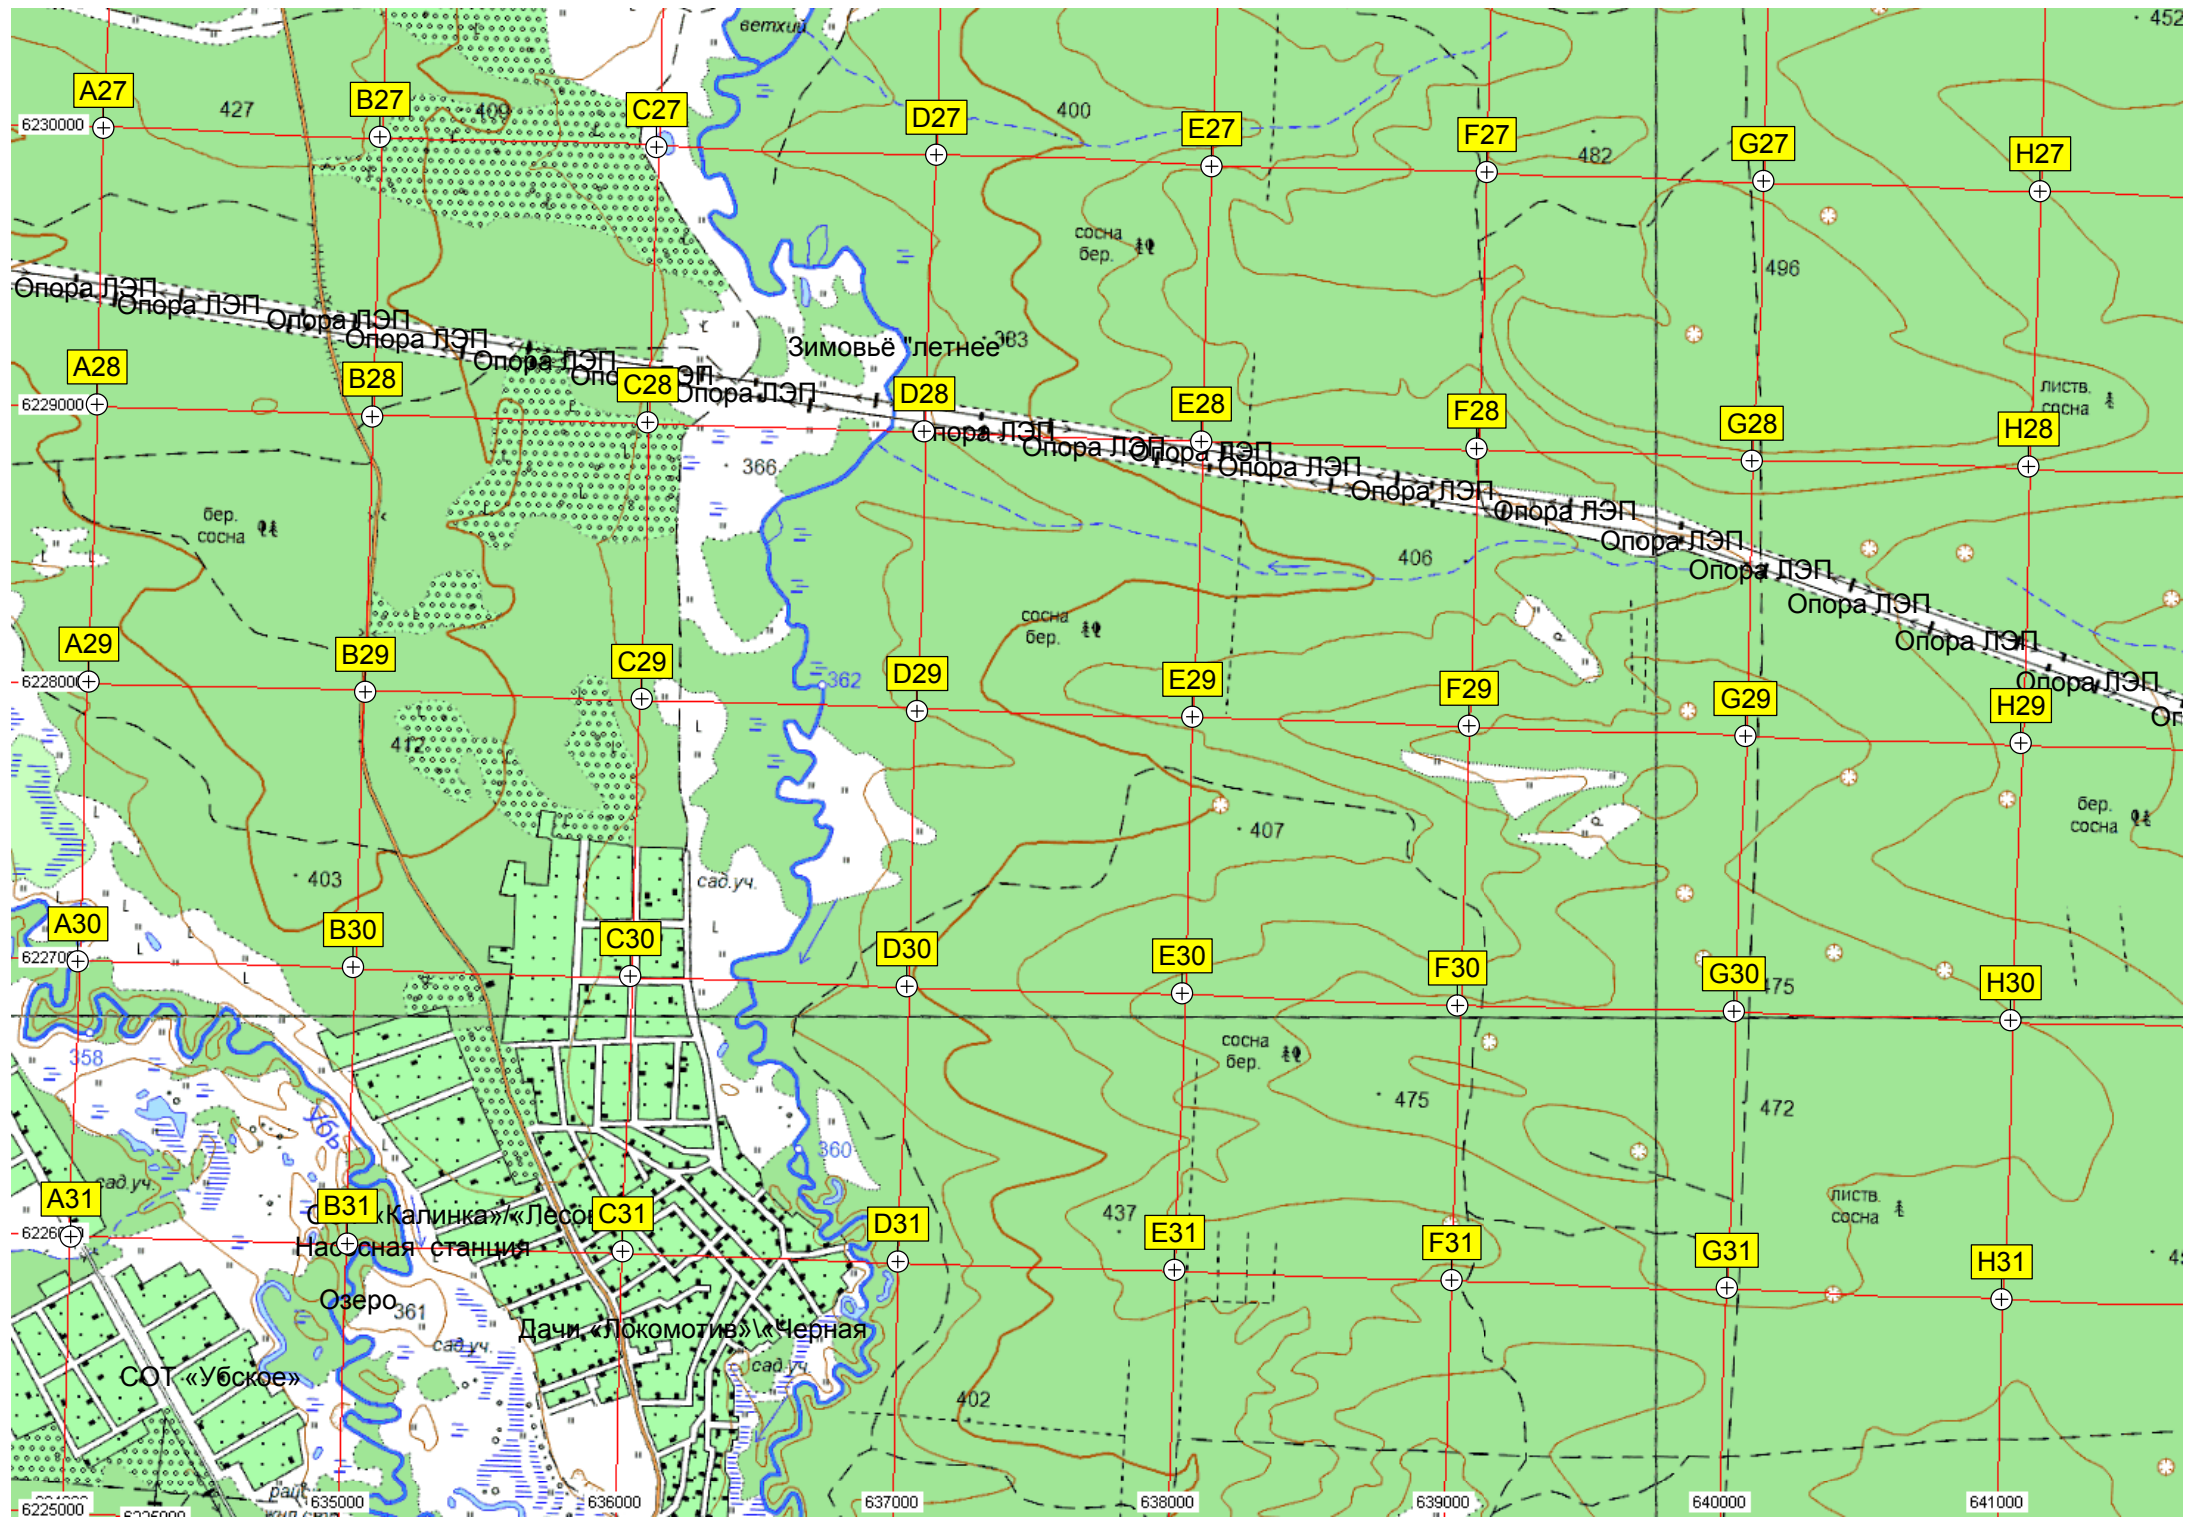 ветхий
452
A27
B27
C27
D27
E27
F27
G27
H27
427
409
400
482
6230000
сосна
бер.
496
Опора ЛЭП
Опора ЛЭП
Опора ЛЭП
Опора ЛЭП
Опора ЛЭП
Опора ЛЭП
Зимовьё "летнее"
383
A28
B28
C28
D28
E28
F28
G28
H28
6229000
листв.
сосна
Опора ЛЭП
Опора ЛЭП
Опора ЛЭП
Опора ЛЭП
Опора ЛЭП
366
Опора ЛЭП
бер.
сосна
Опора ЛЭП
Опора ЛЭП
406
Опора ЛЭП
Опора ЛЭП
сосна
бер.
Опора ЛЭП
A29
B29
C29
D29
E29
F29
G29
H29
6228000
362
Опора ЛЭП
412
407
бер.
сосна
403
сад.уч.
A30
B30
C30
D30
E30
F30
G30
H30
475
358
сосна
бер.
475
472
Убь
360
сад.уч.
листв.
сосна
A31
B31
C31
D31
E31
F31
G31
H31
437
«Калинка»/«Лесо
Насосная станция
Озеро
361
Дачи «Локомотив»\«Черная
сад.уч.
сад.уч.
СОТ «Убское»
402
6225000
635000
636000
637000
638000
639000
640000
641000